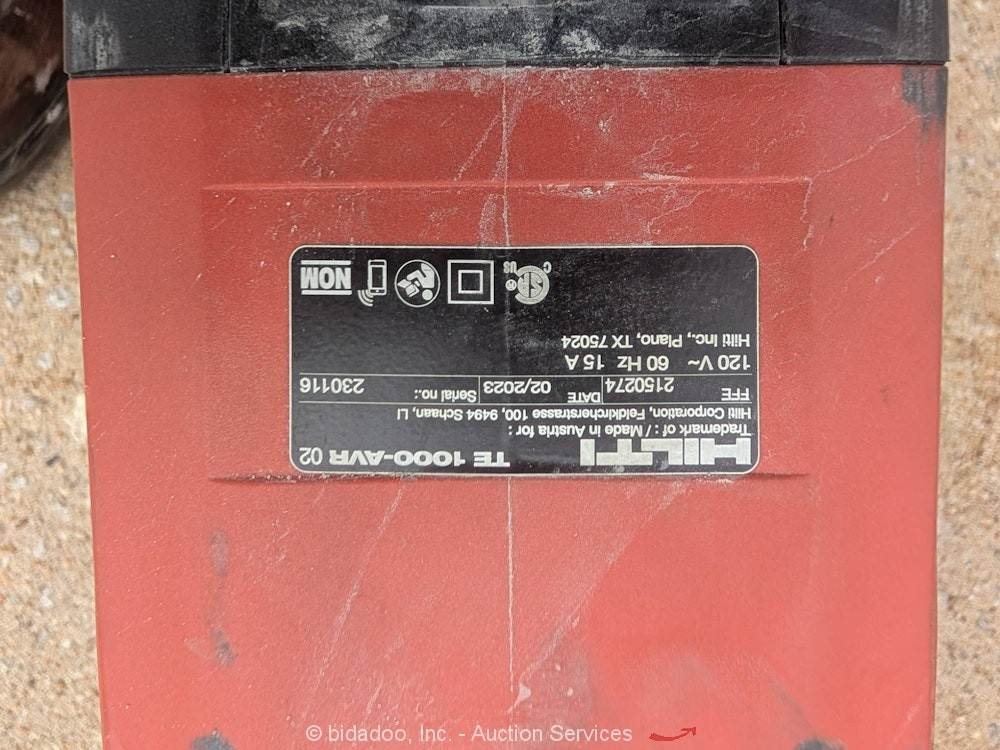 HILTI TE 1000-AVR 02
Trademark of : / Made in Austria for :
Hilti Corporation, Feldkircherstrasse 100, 9494 Schaan, LI
FFE 2150274 DATE 02/2023 Serial no.: 230116
120 V~ 60 Hz 15 A
Hilti Inc., Plano, TX 75024
C US
NOM
© bidadoo, Inc. - Auction Services